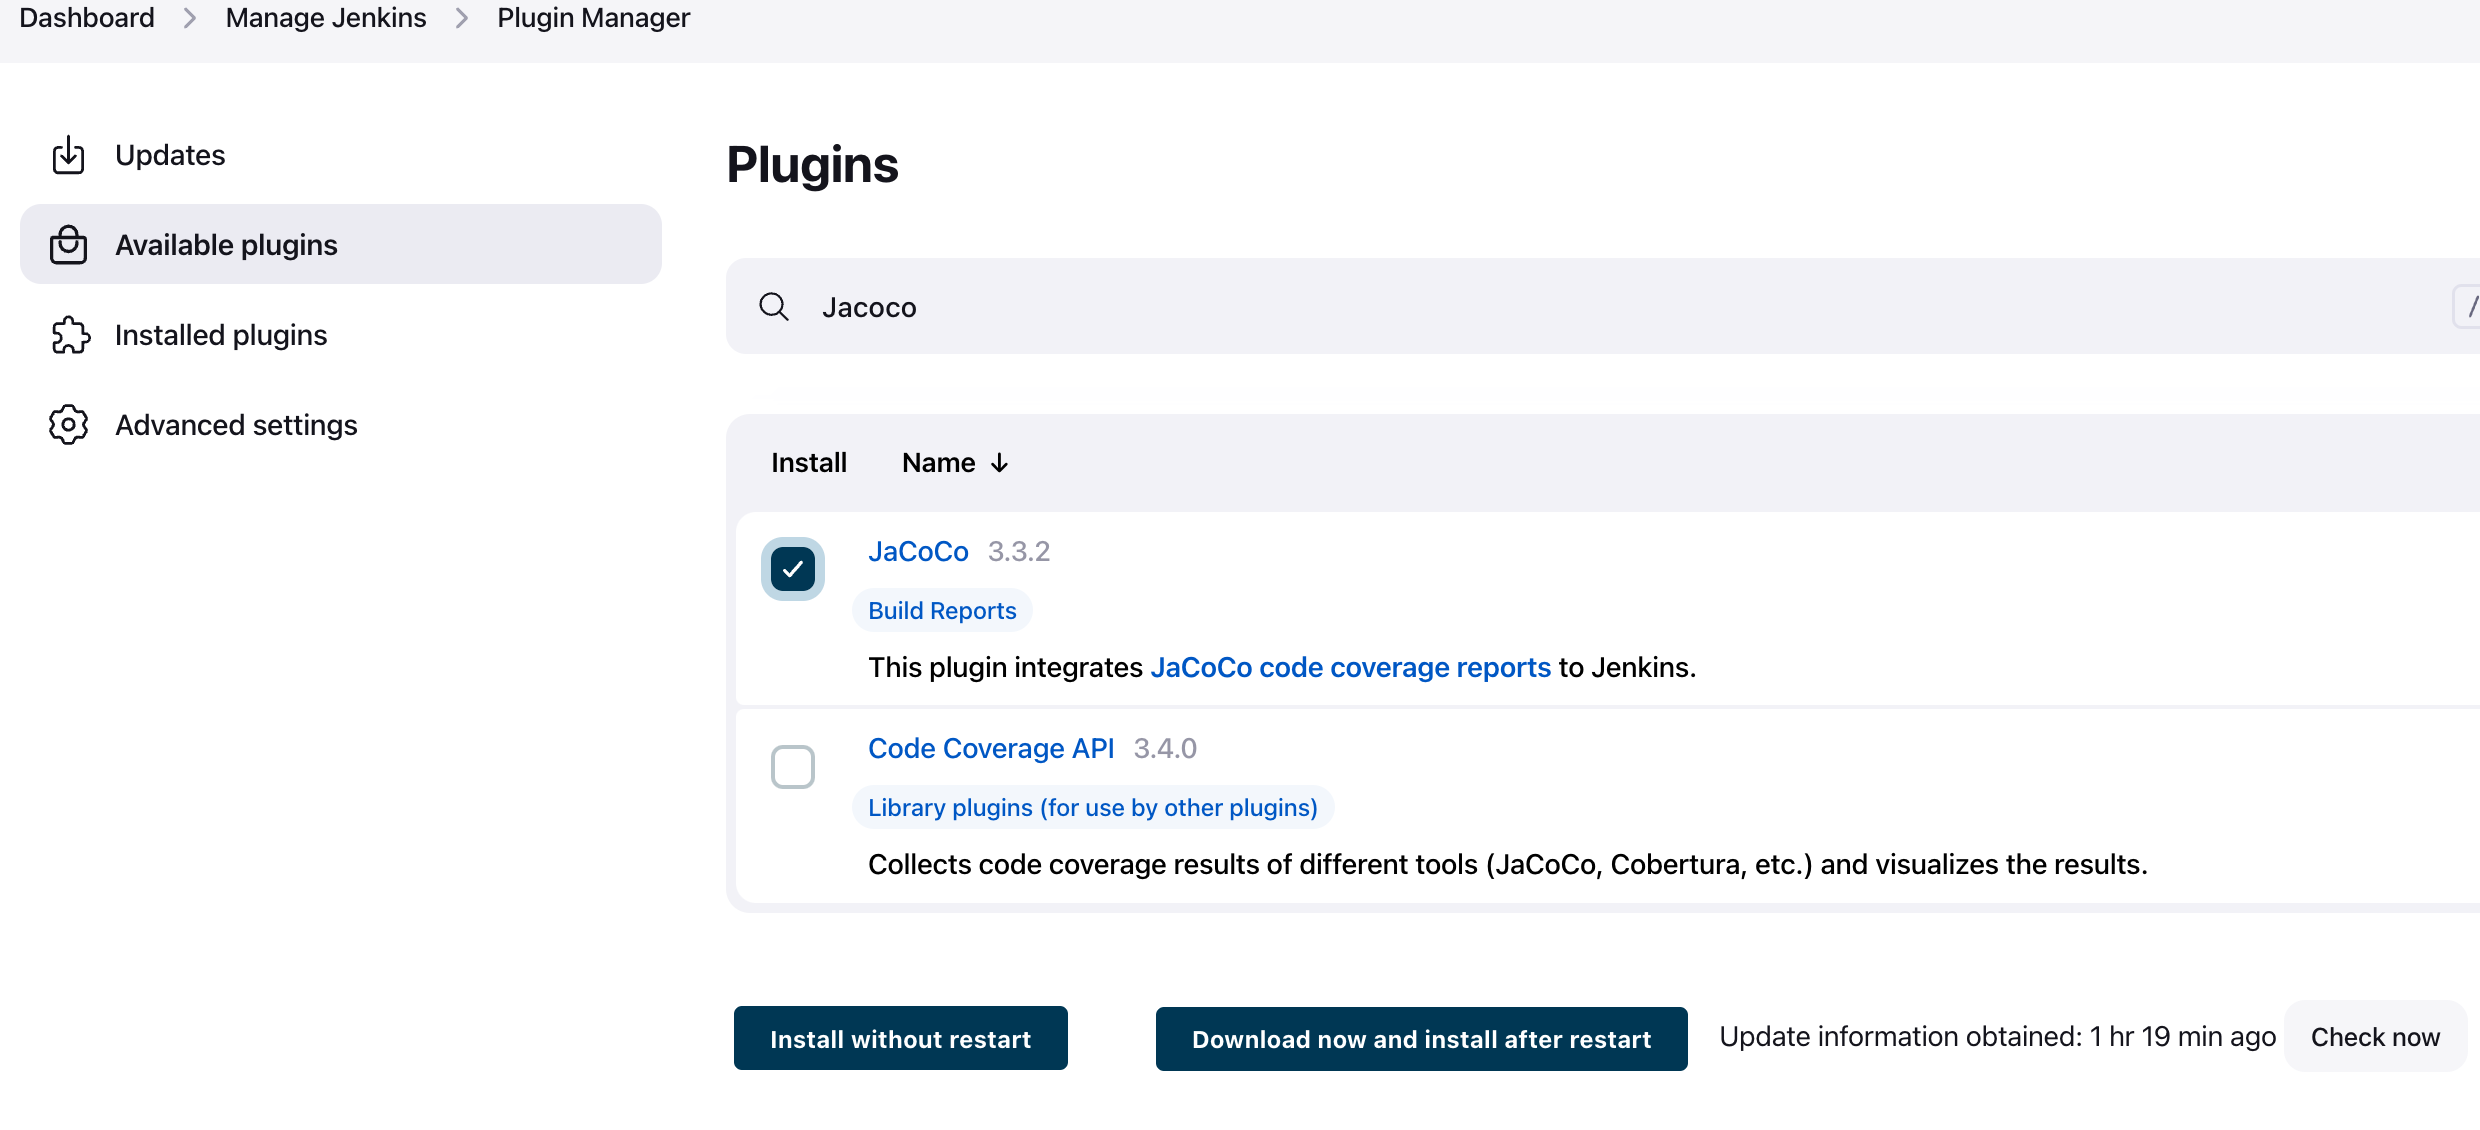 Dashboard > Manage Jenkins > Plugin Manager
Updates
Available plugins
Installed plugins
Advanced settings
Plugins
Jacoco /
Install Name ↓
JaCoCo 3.3.2
Build Reports
This plugin integrates JaCoCo code coverage reports to Jenkins.
Code Coverage API 3.4.0
Library plugins (for use by other plugins)
Collects code coverage results of different tools (JaCoCo, Cobertura, etc.) and visualizes the results.
Install without restart Download now and install after restart Update information obtained: 1 hr 19 min ago Check now